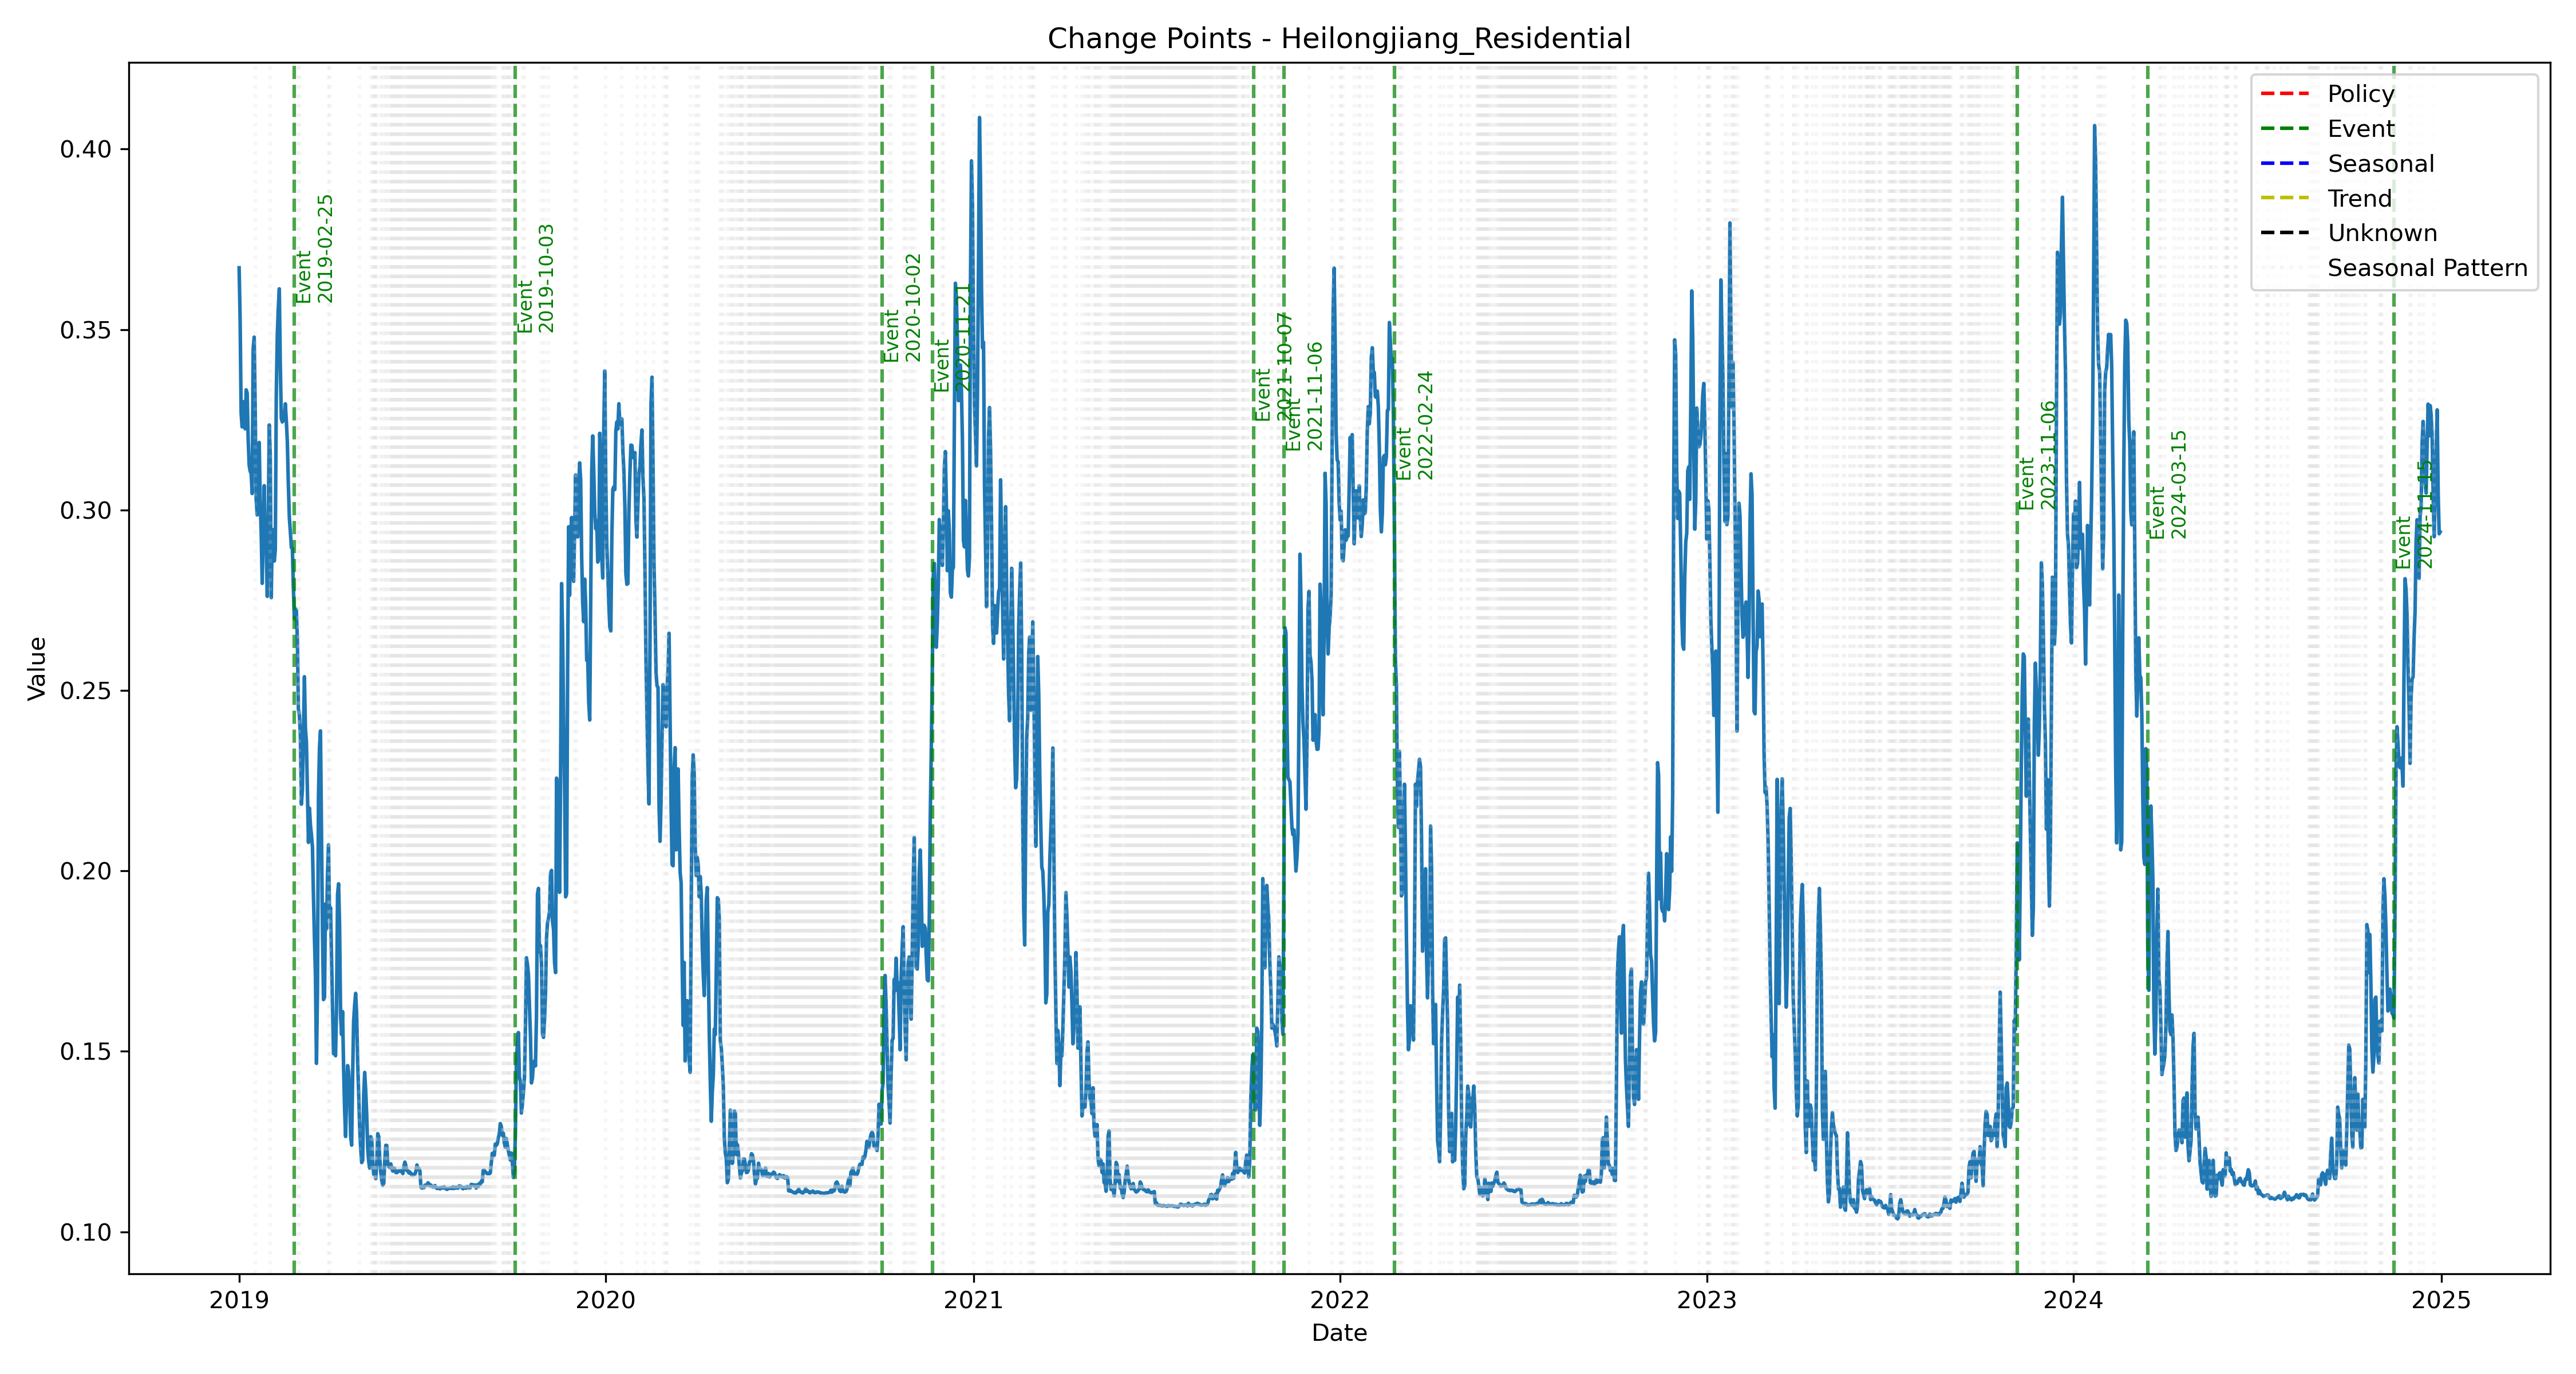 Change Points - Heilongjiang_Residential
Policy
Event
Seasonal
Trend
Unknown
Seasonal Pattern
Event
2019-02-25
Event
2019-10-03
Event
2020-10-02
Event
2020-11-21
Event
2021-10-07
Event
2021-11-06
Event
2022-02-24
Event
2023-11-06
Event
2024-03-15
Event
2024-11-15
Value
0.40
0.35
0.30
0.25
0.20
0.15
0.10
2019
2020
2021
2022
2023
2024
2025
Date